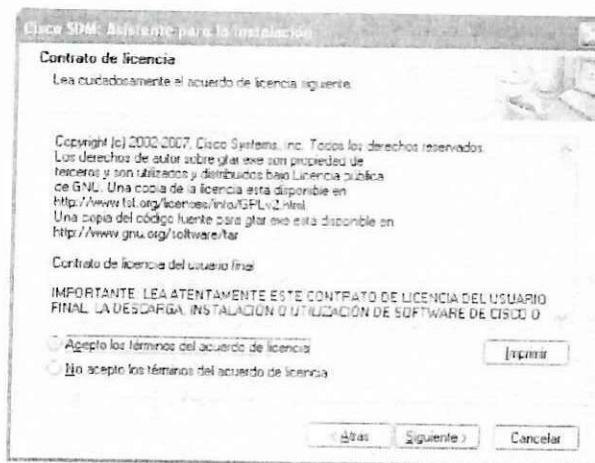 Cisco SDM: Asistente para la instalación
Contrato de licencia
Lea cuidadosamente el acuerdo de licencia siguiente.
Copyright (c) 2002-2007, Cisco Systems, Inc. Todos los derechos reservados.
Los derechos de autor sobre gtar.exe son propiedad de
terceros y son utilizados y distribuidos bajo Licencia pública
de GNU. Una copia de la licencia está disponible en
http://www.fsf.org/licenses/info/GPLv2.html
Una copia del código fuente para gtar.exe está disponible en
http://www.gnu.org/software/tar
Contrato de licencia del usuario final
IMPORTANTE: LEA ATENTAMENTE ESTE CONTRATO DE LICENCIA DEL USUARIO
FINAL. LA DESCARGA, INSTALACIÓN O UTILIZACIÓN DE SOFTWARE DE CISCO O
Acepto los términos del acuerdo de licencia
Imprimir
No acepto los términos del acuerdo de licencia
< Atrás
Siguiente >
Cancelar